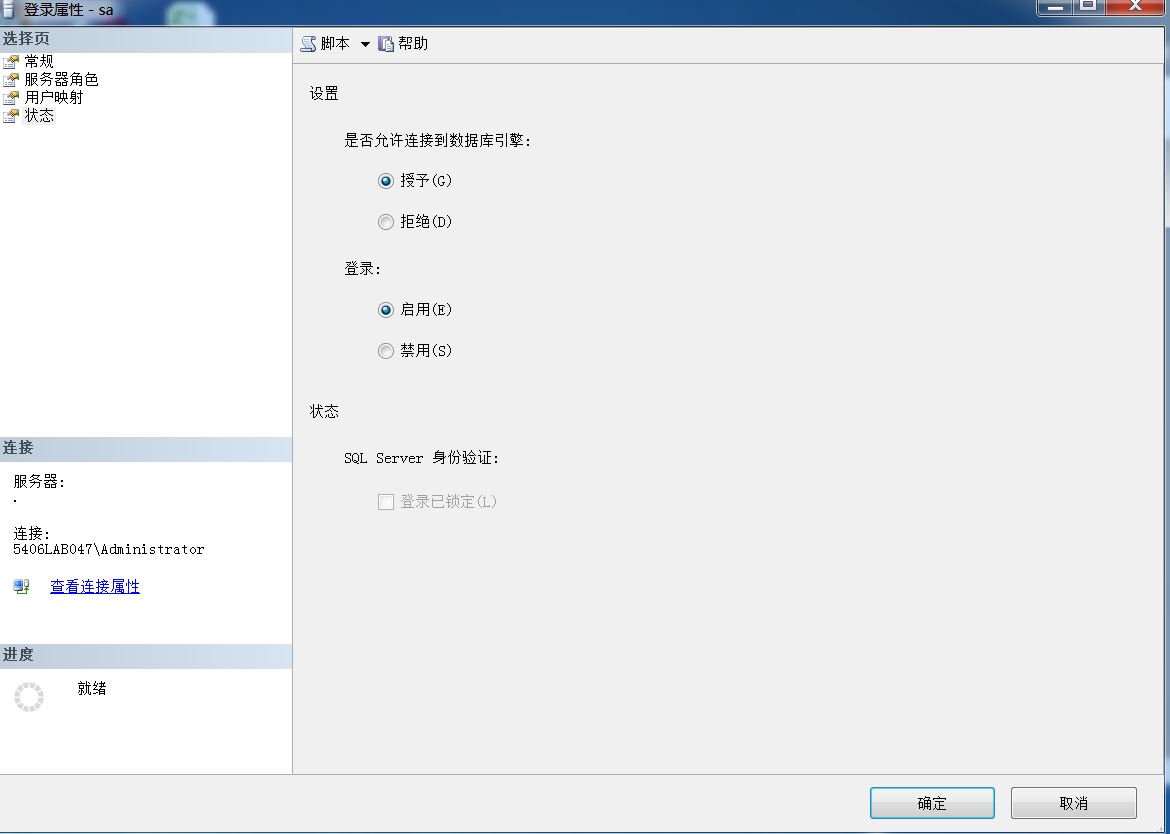 登录属性 - sa
选择页
常规
服务器角色
用户映射
状态
脚本
帮助
设置
是否允许连接到数据库引擎:
授予(G)
拒绝(D)
登录:
启用(E)
禁用(S)
状态
SQL Server 身份验证:
登录已锁定(L)
连接
服务器:
.
连接:
5406LAB047\Administrator
查看连接属性
进度
就绪
确定
取消